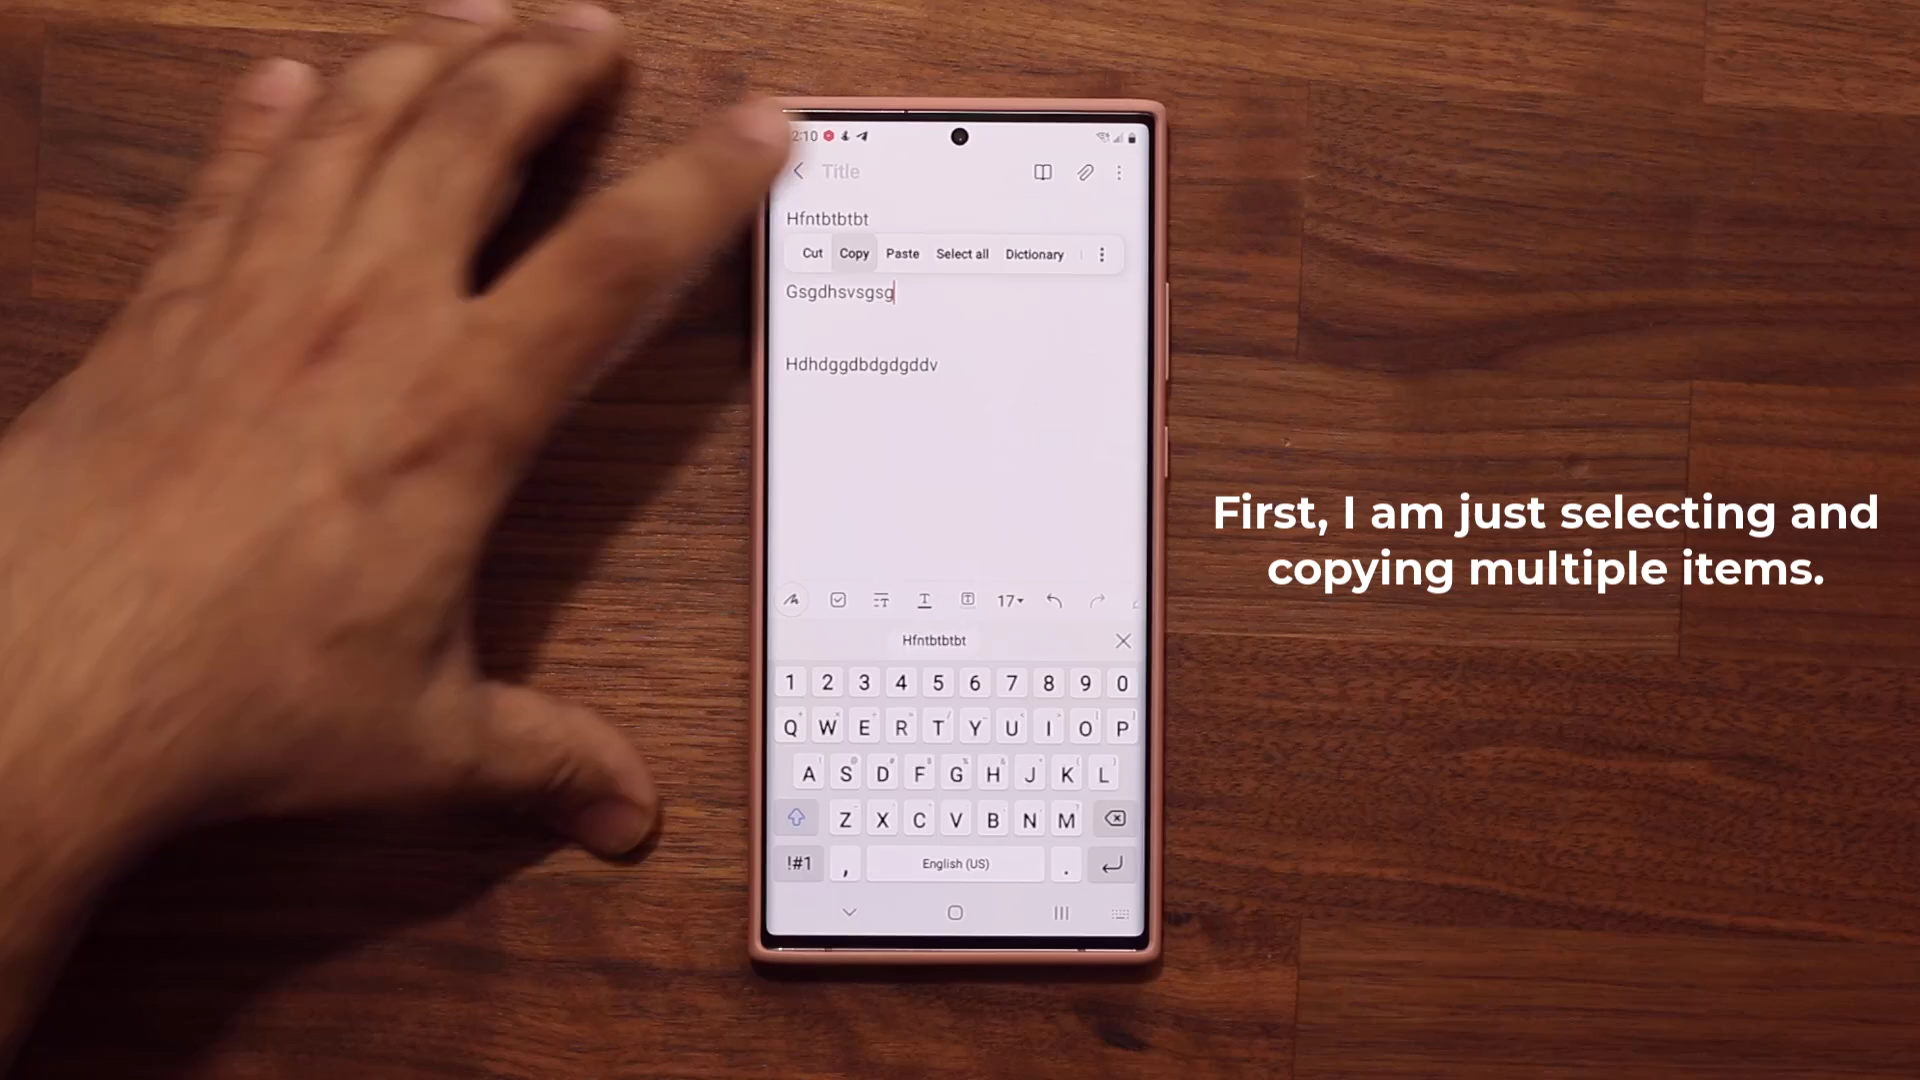 2:10
Title
Hfntbtbtbt
Cut Copy Paste Select all Dictionary
Gsgdhsvsgsg
Hdhdggdbdgdgddv
First, I am just selecting and
copying multiple items.
17
Hfntbtbtbt
1 2 3 4 5 6 7 8 9 0
Q W E R T Y U I O P
A S D F G H J K L
Z X C V B N M
!#1 , English (US) .